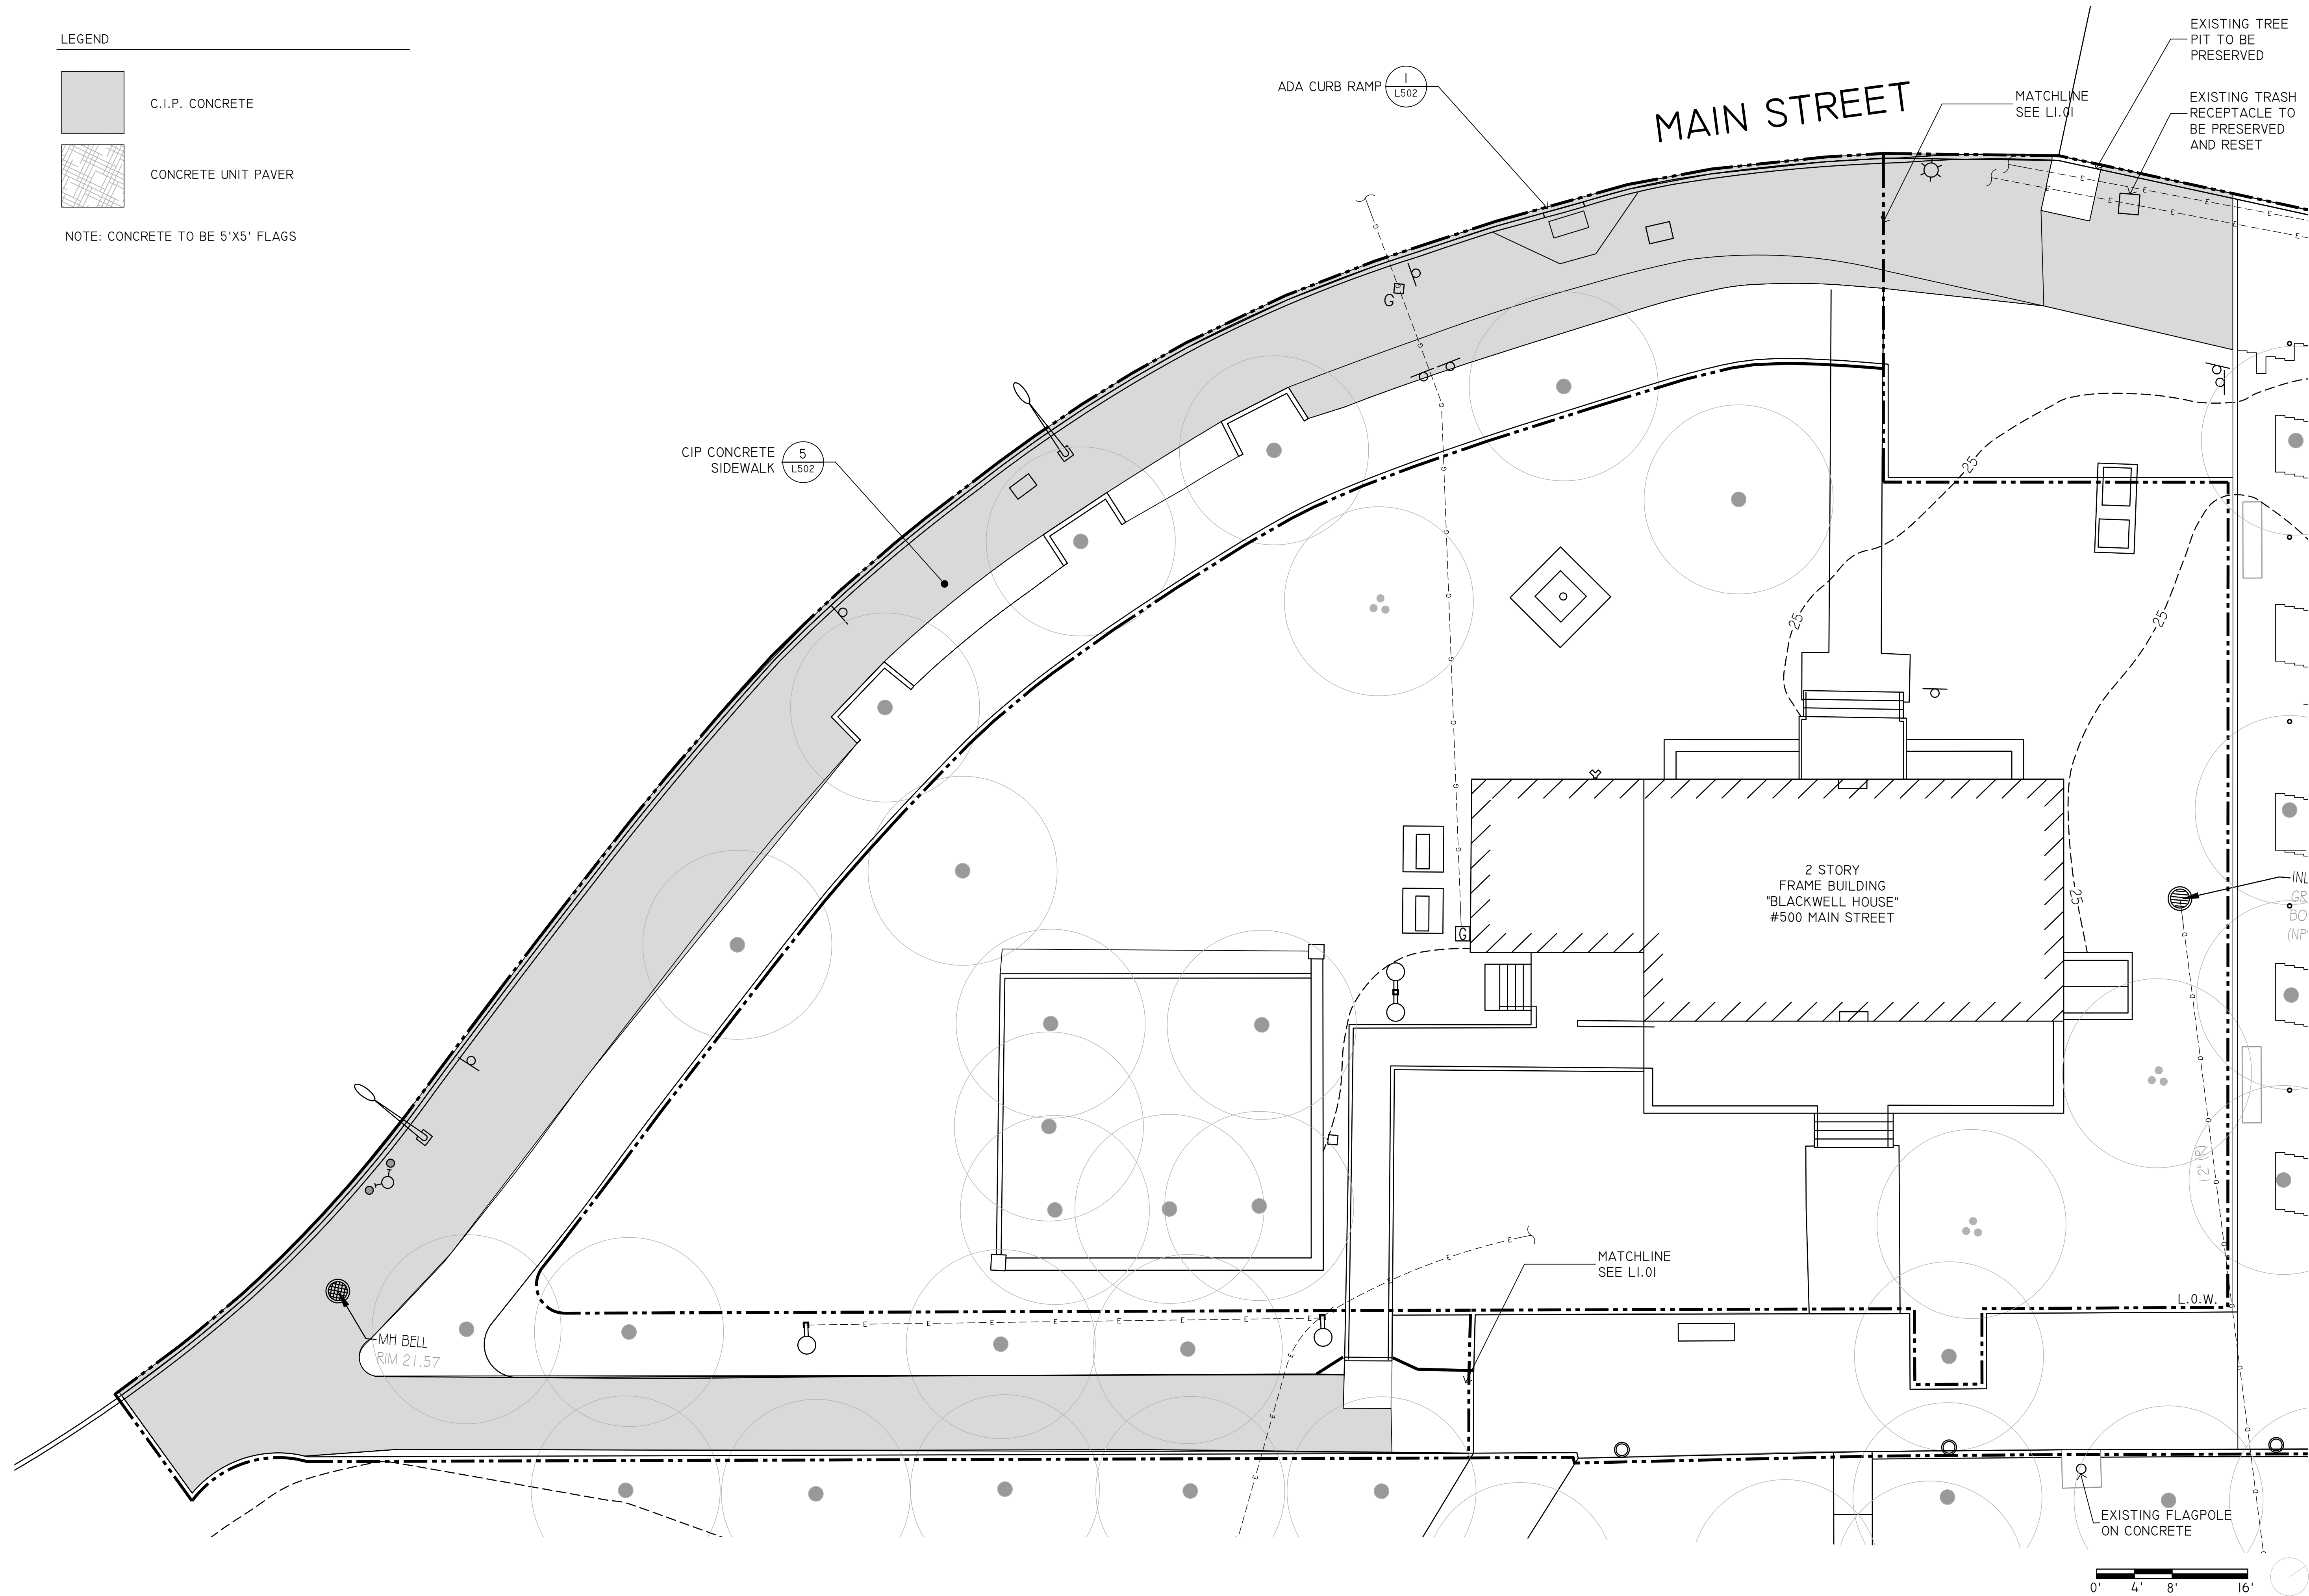 LEGEND
C.I.P. CONCRETE
CONCRETE UNIT PAVER
NOTE: CONCRETE TO BE 5'X5' FLAGS
ADA CURB RAMP
1
L502
MAIN STREET
MATCHLINE
SEE L1.01
EXISTING TREE
PIT TO BE
PRESERVED
EXISTING TRASH
RECEPTACLE TO
BE PRESERVED
AND RESET
CIP CONCRETE
SIDEWALK
5
L502
G
25
25
25
25
2 STORY
FRAME BUILDING
"BLACKWELL HOUSE"
#500 MAIN STREET
G
12" (R)
MATCHLINE
SEE L1.01
L.O.W.
MH BELL
RIM 21.57
EXISTING FLAGPOLE
ON CONCRETE
0' 4' 8' 16'